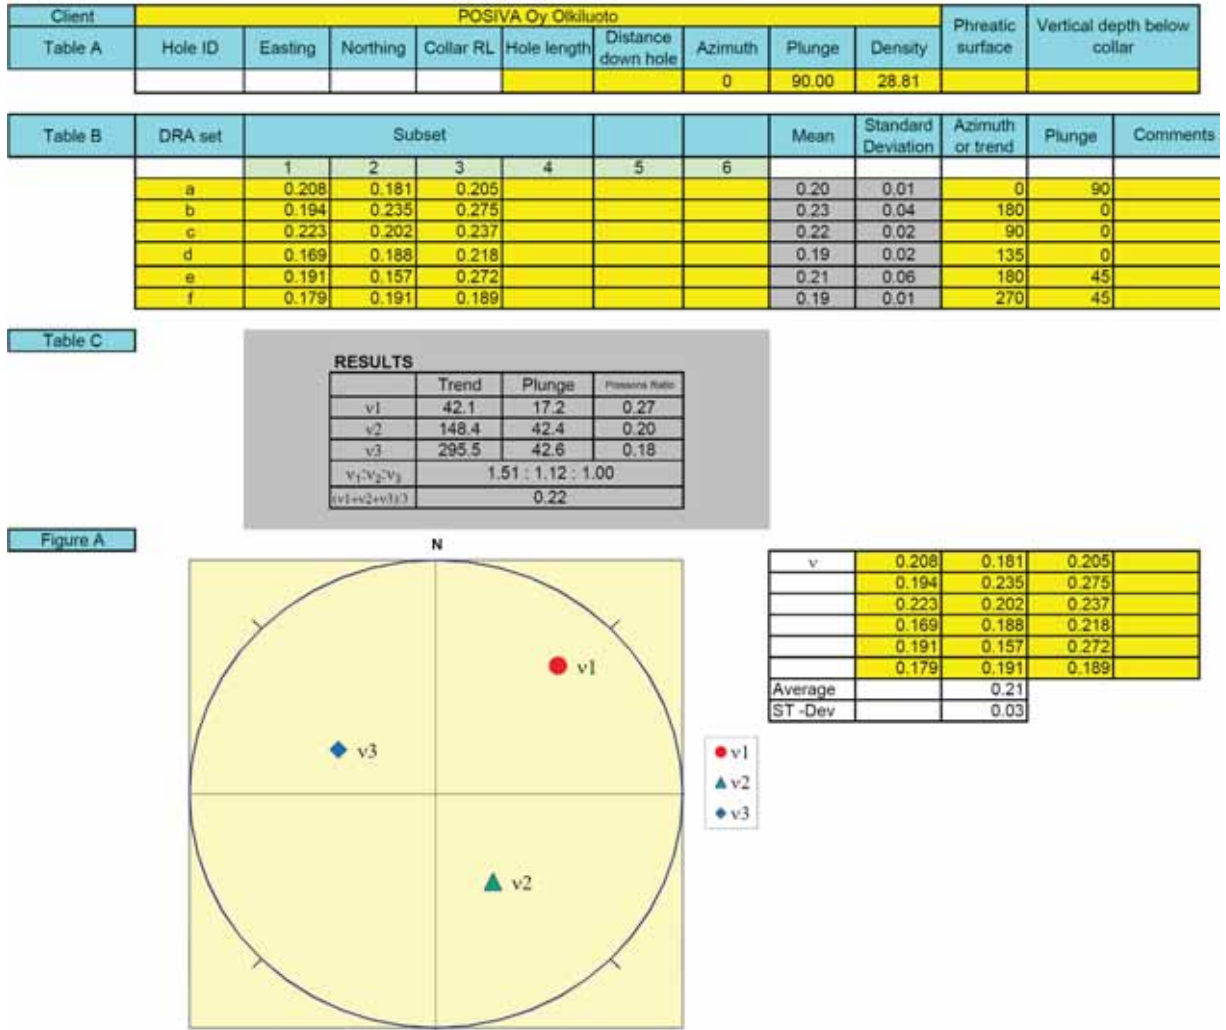 Client POSIVA Oy Olkiluoto Phreatic surface Vertical depth below collar
Table A Hole ID Easting Northing Collar RL Hole length Distance down hole Azimuth Plunge Density
0 90.00 28.81
Table B DRA set Subset Mean Standard Deviation Azimuth or trend Plunge Comments
1 2 3 4 5 6
a 0.208 0.181 0.205 0.20 0.01 0 90
b 0.194 0.235 0.275 0.23 0.04 180 0
c 0.223 0.202 0.237 0.22 0.02 90 0
d 0.169 0.188 0.218 0.19 0.02 135 0
e 0.191 0.157 0.272 0.21 0.06 180 45
f 0.179 0.191 0.189 0.19 0.01 270 45
Table C
RESULTS
Trend Plunge Possons Ratio
ν1 42.1 17.2 0.27
ν2 148.4 42.4 0.20
ν3 295.5 42.6 0.18
ν1:ν2:ν3 1.51 : 1.12 : 1.00
(ν1+ν2+ν3)/3 0.22
Figure A
N
ν1
ν3
ν2
ν1
ν2
ν3
ν 0.208 0.181 0.205
0.194 0.235 0.275
0.223 0.202 0.237
0.169 0.188 0.218
0.191 0.157 0.272
0.179 0.191 0.189
Average 0.21
ST -Dev 0.03